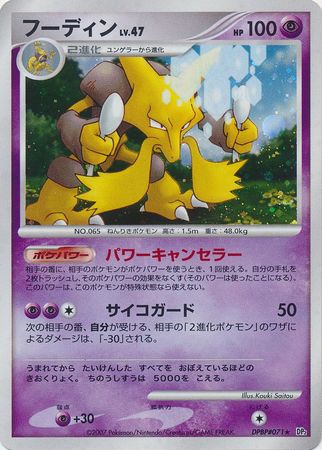 フーディン LV.47 HP 100
2進化 ユンゲラーから進化
NO.065 ねんりきポケモン 高さ：1.5m 重さ：48.0kg
ポケパワー パワーキャンセラー
相手の番に、相手のポケモンがポケパワーを使うとき、1回使える。自分の手札を
2枚トラッシュし、そのポケパワーの効果をなくす（そのポケパワーは使ったことになる）。
このパワーは、このポケモンが特殊状態なら使えない。
サイコガード 50
次の相手の番、自分が受ける、相手の「2進化ポケモン」のワザに
よるダメージは、「-30」される。
うまれてから たいけんした すべてを おぼえているほどの
きおくりょく。 ちのうしすうは 5000を こえる。
Illus.Kouki Saitou
弱点 抵抗力 にげる
+30
DPBP#071 ★
©2007 Pokémon/Nintendo/Creatures/GAME FREAK.